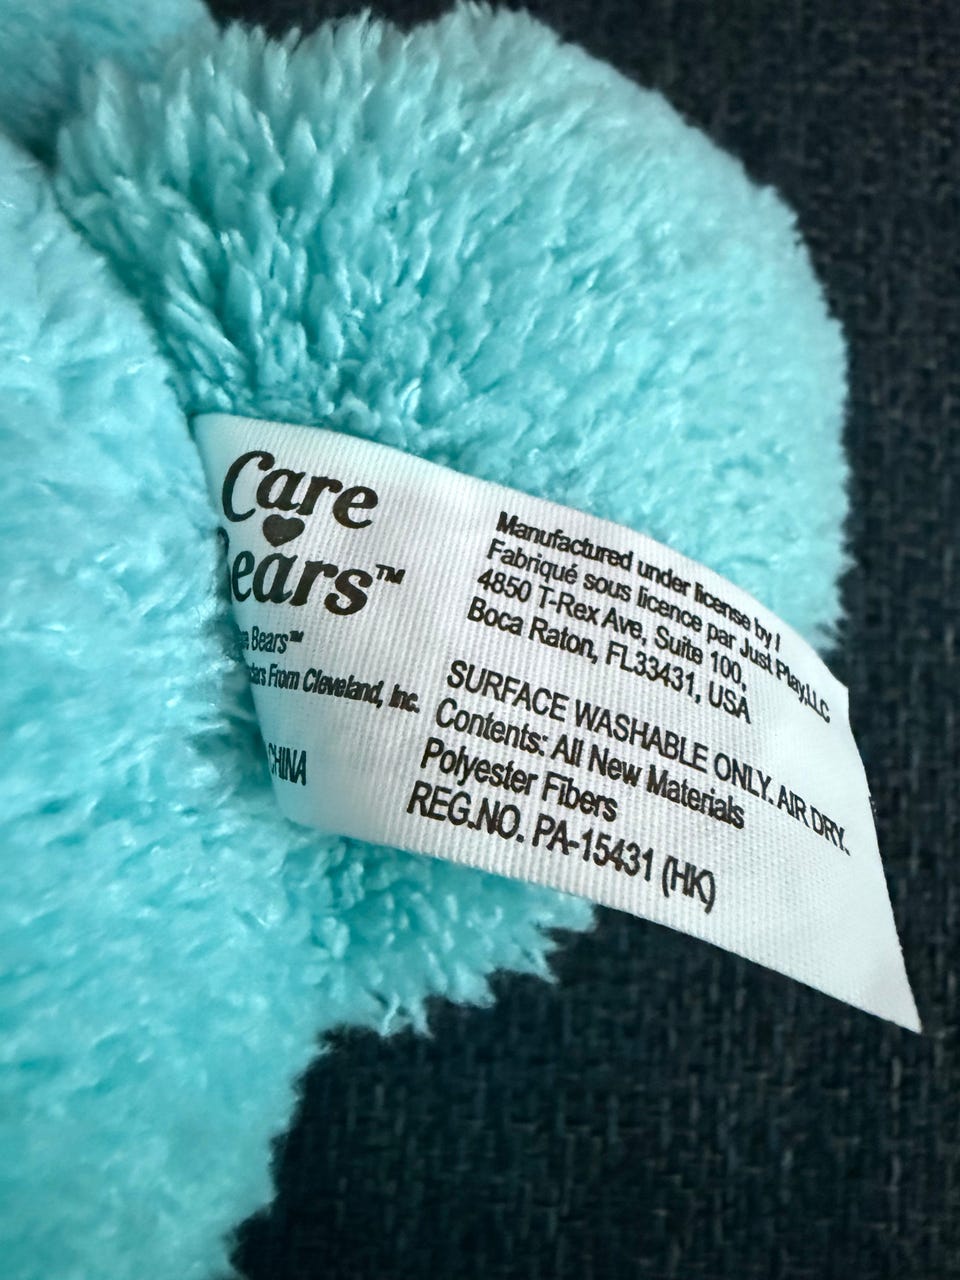 Care
ears™
Bears™
From Cleveland, Inc.
CHINA
Manufactured under license by /
Fabriqué sous licence par Just Play,LLC
4850 T-Rex Ave, Suite 100,
Boca Raton, FL33431, USA
SURFACE WASHABLE ONLY. AIR DRY.
Contents: All New Materials
Polyester Fibers
REG.NO. PA-15431 (HK)